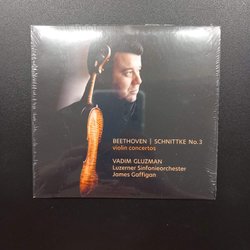 BEETHOVEN | SCHNITTKE No.3
violin concertos
VADIM GLUZMAN
Luzerner Sinfonieorchester
James Gaffigan